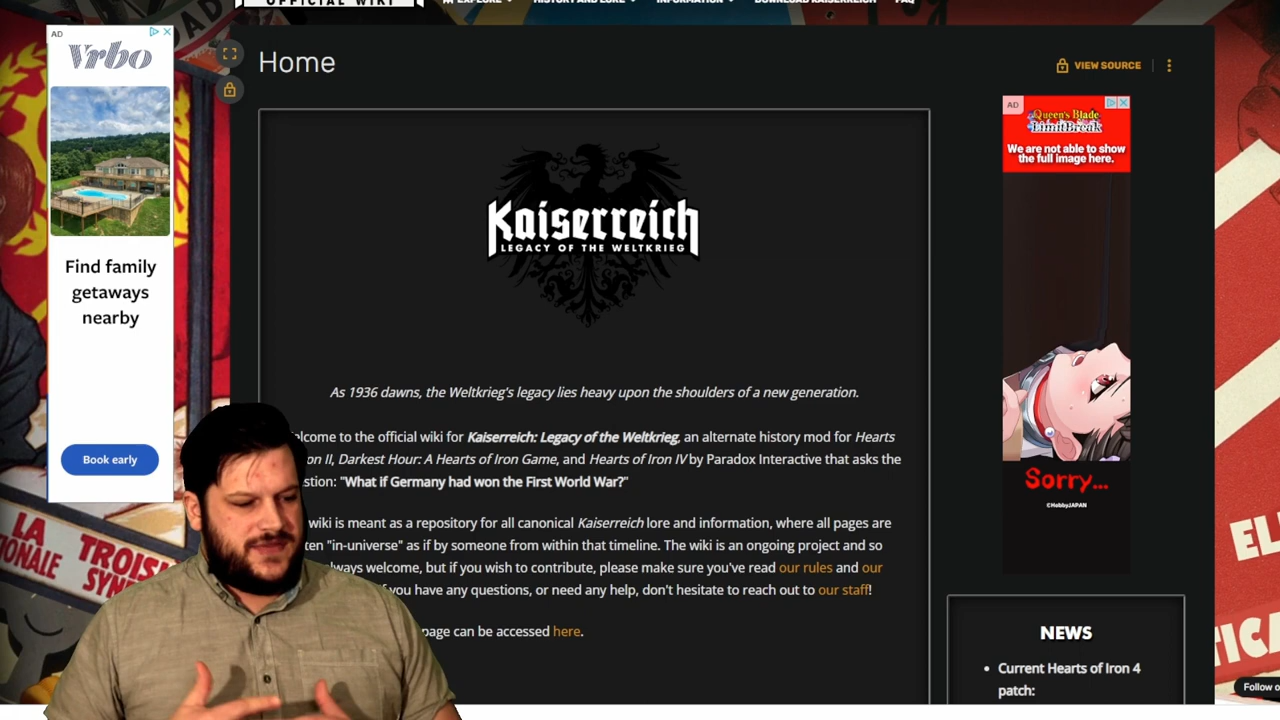 OFFICIAL WIKI
EXPLORE
HISTORY AND LORE
INFORMATION
DOWNLOAD KAISERREICH
FAQ
AD
Vrbo
Find family
getaways
nearby
Book early
Home
VIEW SOURCE
Kaiserreich
LEGACY OF THE WELTKRIEG
As 1936 dawns, the Weltkrieg's legacy lies heavy upon the shoulders of a new generation.
elcome to the official wiki for Kaiserreich: Legacy of the Weltkrieg, an alternate history mod for Hearts
on II, Darkest Hour: A Hearts of Iron Game, and Hearts of Iron IV by Paradox Interactive that asks the
stion: "What if Germany had won the First World War?"
wiki is meant as a repository for all canonical Kaiserreich lore and information, where all pages are
ten "in-universe" as if by someone from within that timeline. The wiki is an ongoing project and so
lways welcome, but if you wish to contribute, please make sure you've read our rules and our
f you have any questions, or need any help, don't hesitate to reach out to our staff!
page can be accessed here.
AD
Queen's Blade
LimitBreak
We are not able to show
the full image here.
Sorry...
©HobbyJAPAN
NEWS
• Current Hearts of Iron 4
patch:
Follow o
LA
TIONALE
TROIS
SYN
EL
TICA